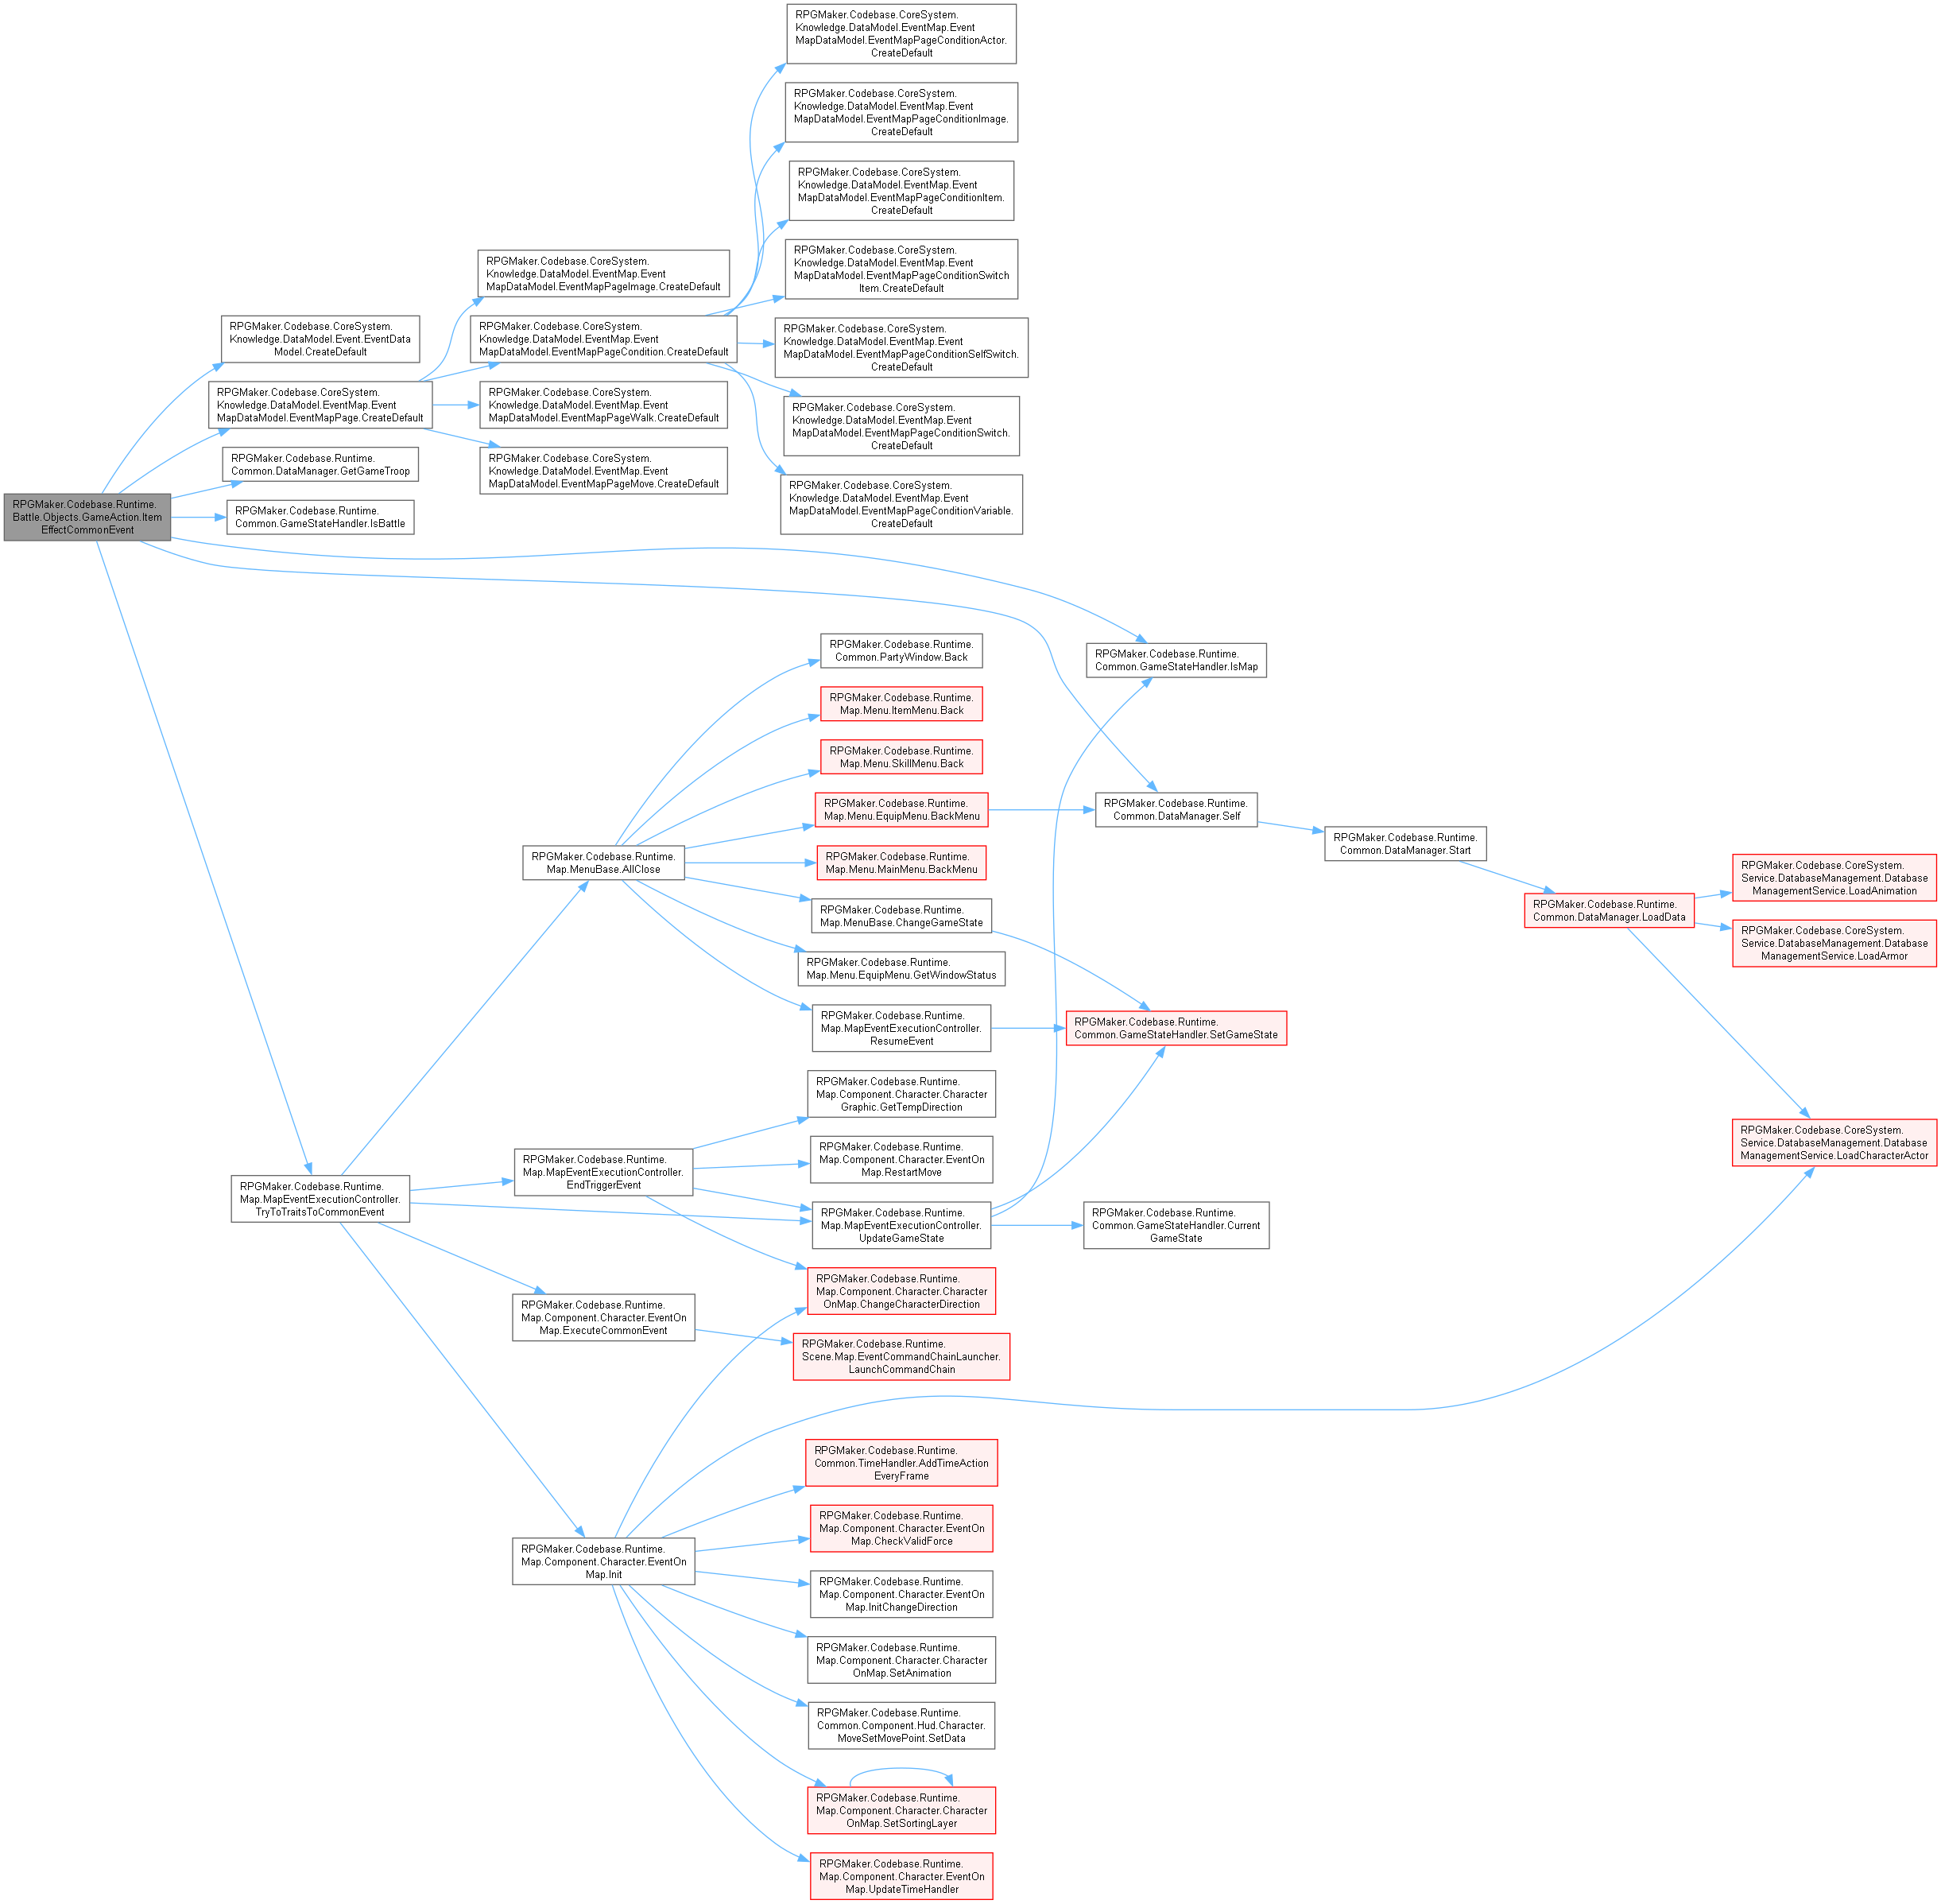 RPGMaker.Codebase.CoreSystem.
Knowledge.DataModel.EventMap.Event
MapDataModel.EventMapPageConditionActor.
CreateDefault
RPGMaker.Codebase.CoreSystem.
Knowledge.DataModel.EventMap.Event
MapDataModel.EventMapPageConditionImage.
CreateDefault
RPGMaker.Codebase.CoreSystem.
Knowledge.DataModel.EventMap.Event
MapDataModel.EventMapPageConditionItem.
CreateDefault
RPGMaker.Codebase.CoreSystem.
Knowledge.DataModel.EventMap.Event
MapDataModel.EventMapPageConditionSwitch
Item.CreateDefault
RPGMaker.Codebase.CoreSystem.
Knowledge.DataModel.EventMap.Event
MapDataModel.EventMapPageImage.CreateDefault
RPGMaker.Codebase.CoreSystem.
Knowledge.DataModel.Event.EventData
Model.CreateDefault
RPGMaker.Codebase.CoreSystem.
Knowledge.DataModel.EventMap.Event
MapDataModel.EventMapPageCondition.CreateDefault
RPGMaker.Codebase.CoreSystem.
Knowledge.DataModel.EventMap.Event
MapDataModel.EventMapPageConditionSelfSwitch.
CreateDefault
RPGMaker.Codebase.CoreSystem.
Knowledge.DataModel.EventMap.Event
MapDataModel.EventMapPage.CreateDefault
RPGMaker.Codebase.CoreSystem.
Knowledge.DataModel.EventMap.Event
MapDataModel.EventMapPageWalk.CreateDefault
RPGMaker.Codebase.CoreSystem.
Knowledge.DataModel.EventMap.Event
MapDataModel.EventMapPageConditionSwitch.
CreateDefault
RPGMaker.Codebase.Runtime.
Common.DataManager.GetGameTroop
RPGMaker.Codebase.CoreSystem.
Knowledge.DataModel.EventMap.Event
MapDataModel.EventMapPageMove.CreateDefault
RPGMaker.Codebase.CoreSystem.
Knowledge.DataModel.EventMap.Event
MapDataModel.EventMapPageConditionVariable.
CreateDefault
RPGMaker.Codebase.Runtime.
Battle.Objects.GameAction.Item
EffectCommonEvent
RPGMaker.Codebase.Runtime.
Common.GameStateHandler.IsBattle
RPGMaker.Codebase.Runtime.
Common.PartyWindow.Back
RPGMaker.Codebase.Runtime.
Common.GameStateHandler.IsMap
RPGMaker.Codebase.Runtime.
Map.Menu.ItemMenu.Back
RPGMaker.Codebase.Runtime.
Map.Menu.SkillMenu.Back
RPGMaker.Codebase.Runtime.
Map.Menu.EquipMenu.BackMenu
RPGMaker.Codebase.Runtime.
Common.DataManager.Self
RPGMaker.Codebase.Runtime.
Common.DataManager.Start
RPGMaker.Codebase.Runtime.
Map.MenuBase.AllClose
RPGMaker.Codebase.Runtime.
Map.Menu.MainMenu.BackMenu
RPGMaker.Codebase.CoreSystem.
Service.DatabaseManagement.Database
ManagementService.LoadAnimation
RPGMaker.Codebase.Runtime.
Map.MenuBase.ChangeGameState
RPGMaker.Codebase.Runtime.
Common.DataManager.LoadData
RPGMaker.Codebase.CoreSystem.
Service.DatabaseManagement.Database
ManagementService.LoadArmor
RPGMaker.Codebase.Runtime.
Map.Menu.EquipMenu.GetWindowStatus
RPGMaker.Codebase.Runtime.
Map.MapEventExecutionController.
ResumeEvent
RPGMaker.Codebase.Runtime.
Common.GameStateHandler.SetGameState
RPGMaker.Codebase.Runtime.
Map.Component.Character.Character
Graphic.GetTempDirection
RPGMaker.Codebase.CoreSystem.
Service.DatabaseManagement.Database
ManagementService.LoadCharacterActor
RPGMaker.Codebase.Runtime.
Map.MapEventExecutionController.
EndTriggerEvent
RPGMaker.Codebase.Runtime.
Map.Component.Character.EventOn
Map.RestartMove
RPGMaker.Codebase.Runtime.
Map.MapEventExecutionController.
TryToTraitsToCommonEvent
RPGMaker.Codebase.Runtime.
Map.MapEventExecutionController.
UpdateGameState
RPGMaker.Codebase.Runtime.
Common.GameStateHandler.Current
GameState
RPGMaker.Codebase.Runtime.
Map.Component.Character.Character
OnMap.ChangeCharacterDirection
RPGMaker.Codebase.Runtime.
Map.Component.Character.EventOn
Map.ExecuteCommonEvent
RPGMaker.Codebase.Runtime.
Scene.Map.EventCommandChainLauncher.
LaunchCommandChain
RPGMaker.Codebase.Runtime.
Common.TimeHandler.AddTimeAction
EveryFrame
RPGMaker.Codebase.Runtime.
Map.Component.Character.EventOn
Map.CheckValidForce
RPGMaker.Codebase.Runtime.
Map.Component.Character.EventOn
Map.Init
RPGMaker.Codebase.Runtime.
Map.Component.Character.EventOn
Map.InitChangeDirection
RPGMaker.Codebase.Runtime.
Map.Component.Character.Character
OnMap.SetAnimation
RPGMaker.Codebase.Runtime.
Common.Component.Hud.Character.
MoveSetMovePoint.SetData
RPGMaker.Codebase.Runtime.
Map.Component.Character.Character
OnMap.SetSortingLayer
RPGMaker.Codebase.Runtime.
Map.Component.Character.EventOn
Map.UpdateTimeHandler